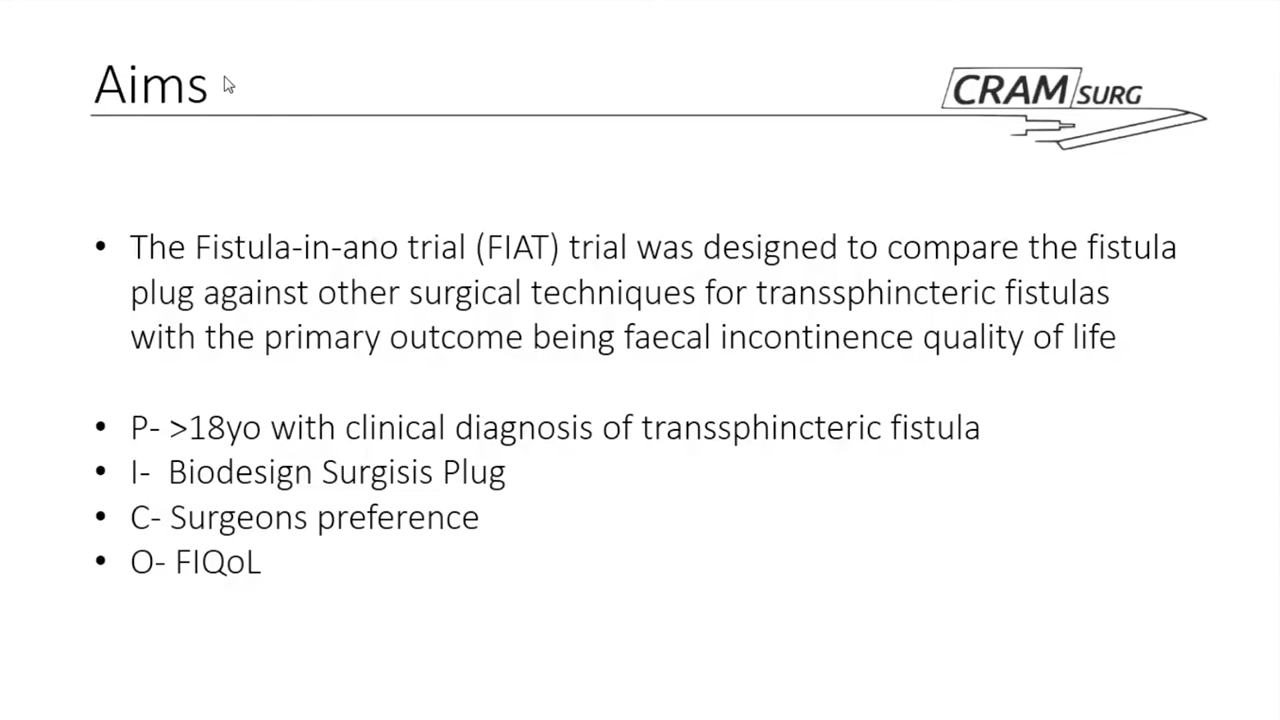 Aims
CRAM SURG
• The Fistula-in-ano trial (FIAT) trial was designed to compare the fistula
plug against other surgical techniques for transsphincteric fistulas
with the primary outcome being faecal incontinence quality of life
• P- >18yo with clinical diagnosis of transsphincteric fistula
• I- Biodesign Surgisis Plug
• C- Surgeons preference
• O- FIQoL